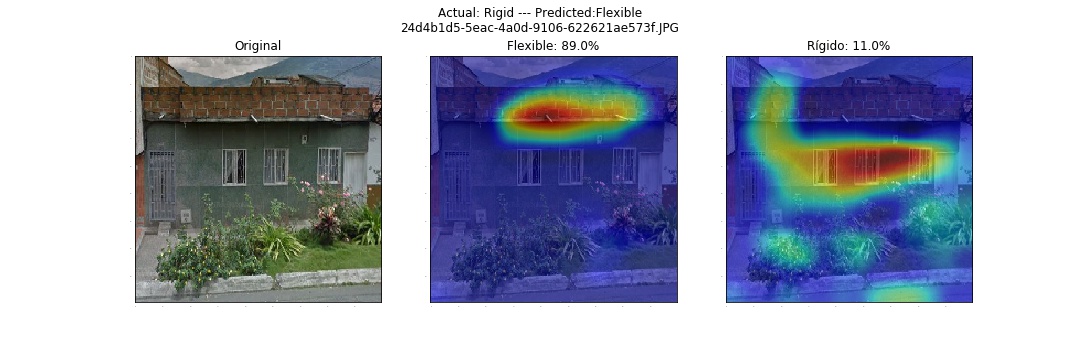 Actual: Rigid --- Predicted:Flexible
24d4b1d5-5eac-4a0d-9106-622621ae573f.JPG
Original
Flexible: 89.0%
Rígido: 11.0%